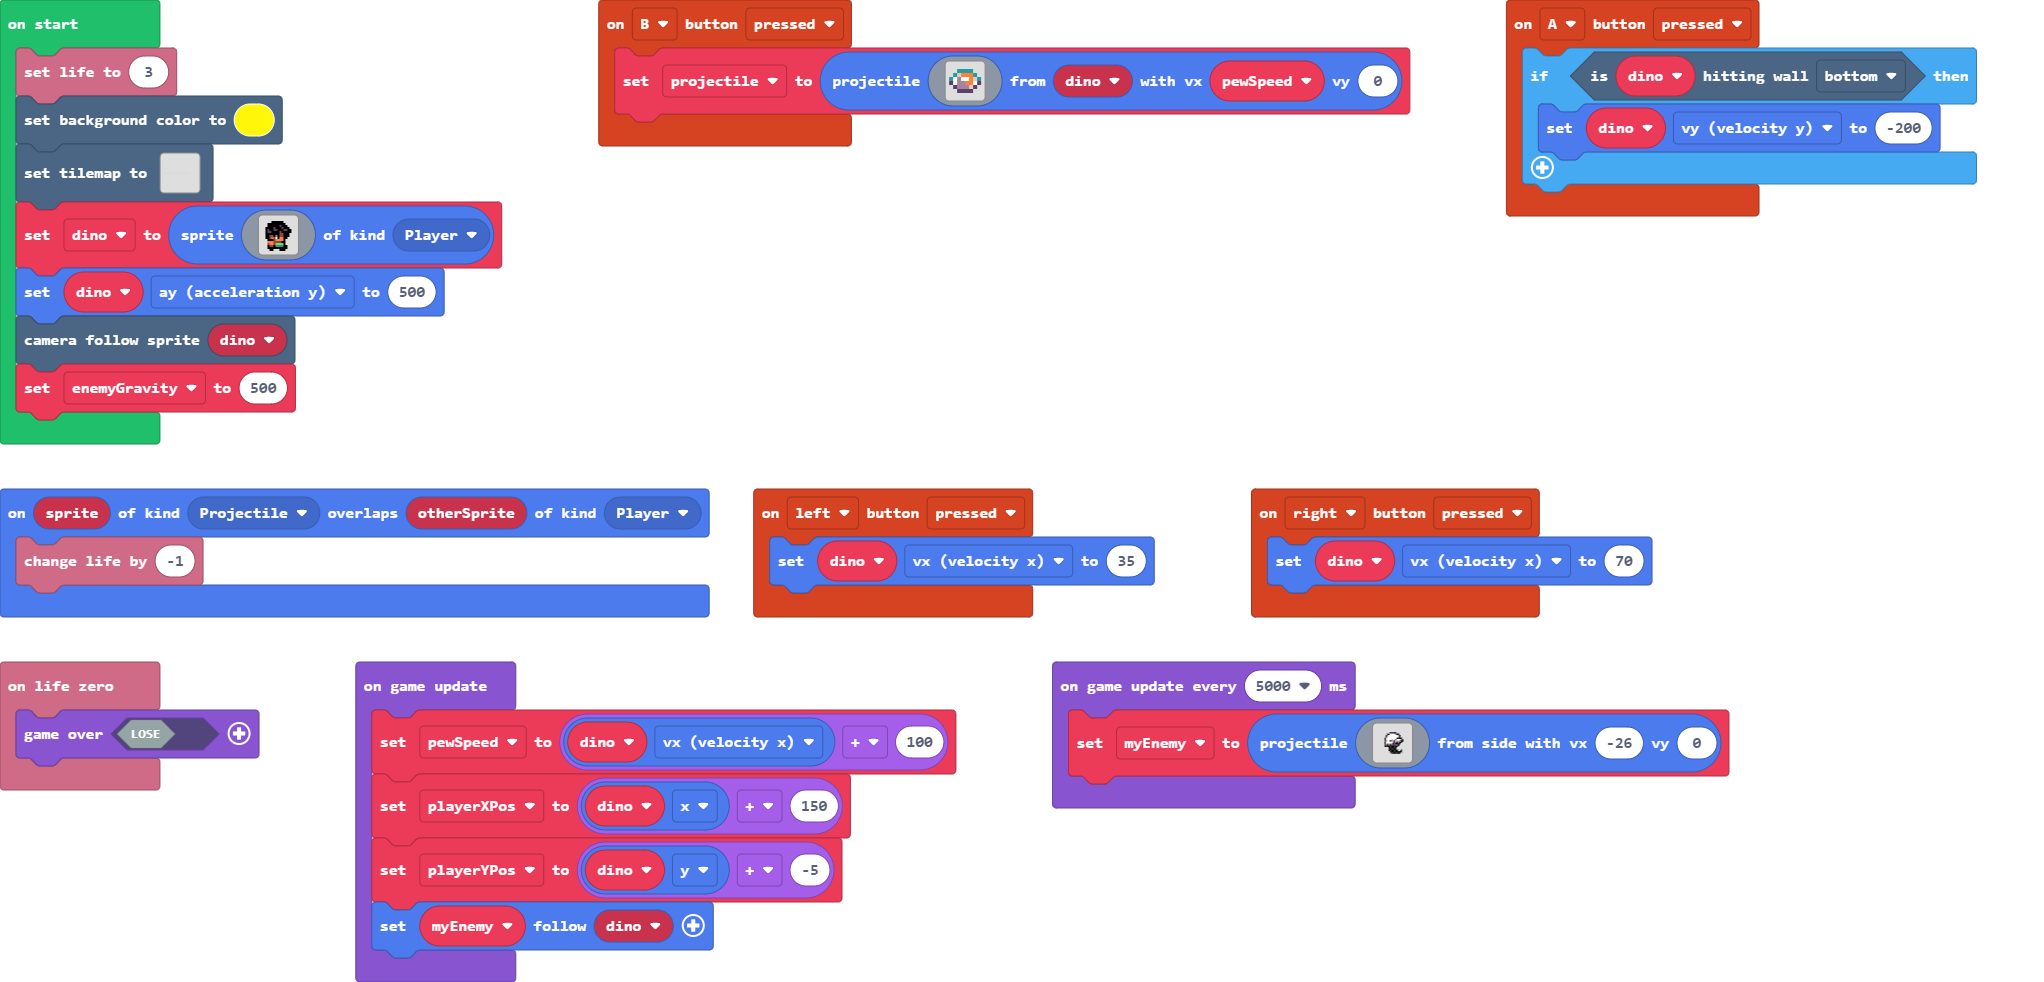 on start
set life to 3
set background color to
set tilemap to
set dino to sprite of kind Player
set dino ay (acceleration y) to 500
camera follow sprite dino
set enemyGravity to 500
on B button pressed
set projectile to projectile from dino with vx pewSpeed vy 0
on A button pressed
if is dino hitting wall bottom then
set dino vy (velocity y) to -200
on sprite of kind Projectile overlaps otherSprite of kind Player
change life by -1
on left button pressed
set dino vx (velocity x) to 35
on right button pressed
set dino vx (velocity x) to 70
on life zero
game over LOSE
on game update
set pewSpeed to dino vx (velocity x) + 100
set playerXPos to dino x + 150
set playerYPos to dino y + -5
set myEnemy follow dino
on game update every 5000 ms
set myEnemy to projectile from side with vx -26 vy 0